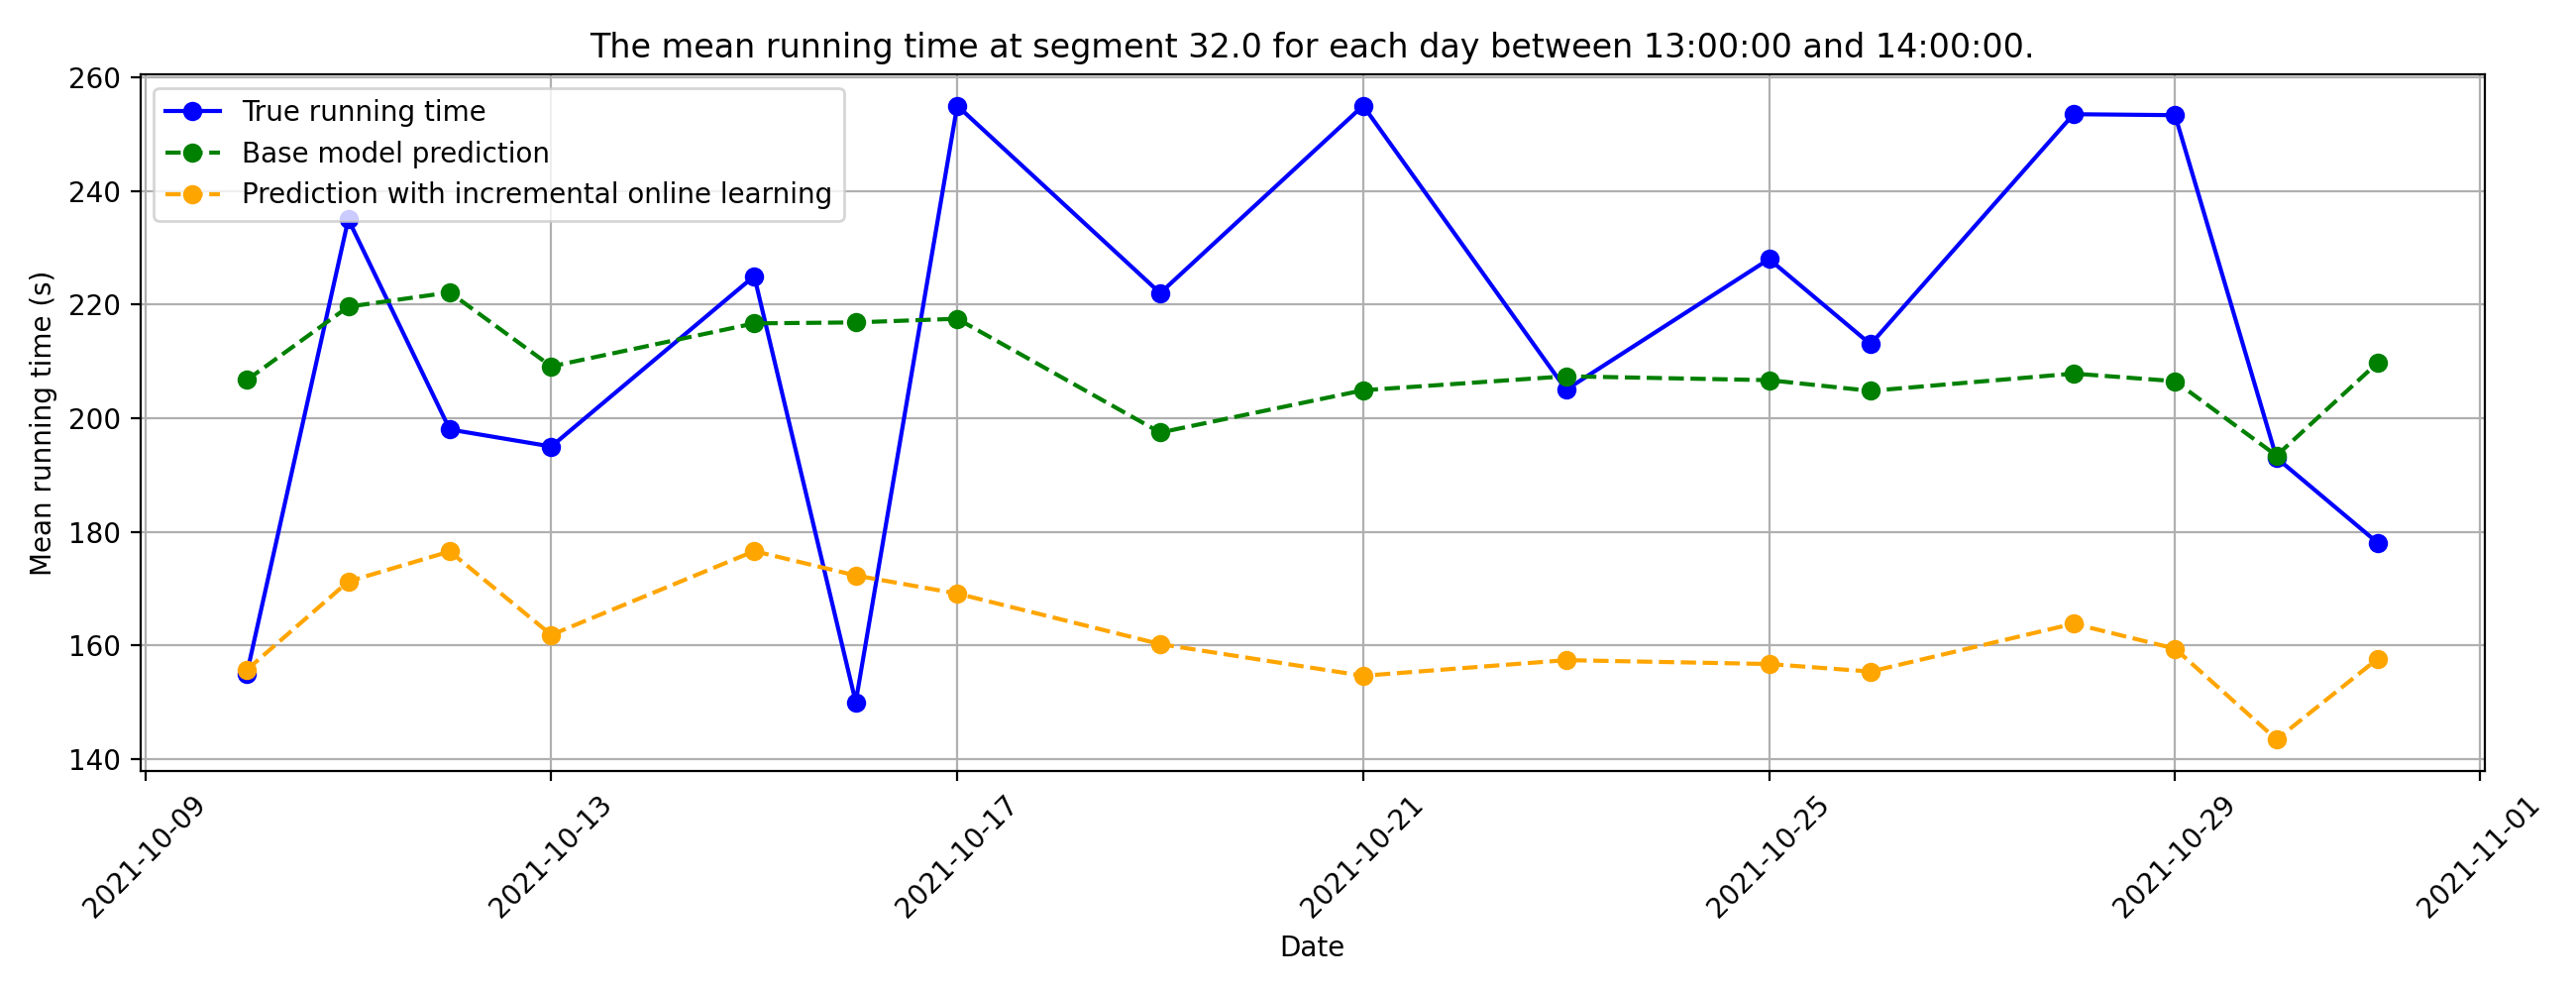 The mean running time at segment 32.0 for each day between 13:00:00 and 14:00:00.
True running time
Base model prediction
Prediction with incremental online learning
Mean running time (s)
260
240
220
200
180
160
140
2021-10-09
2021-10-13
2021-10-17
2021-10-21
2021-10-25
2021-10-29
2021-11-01
Date